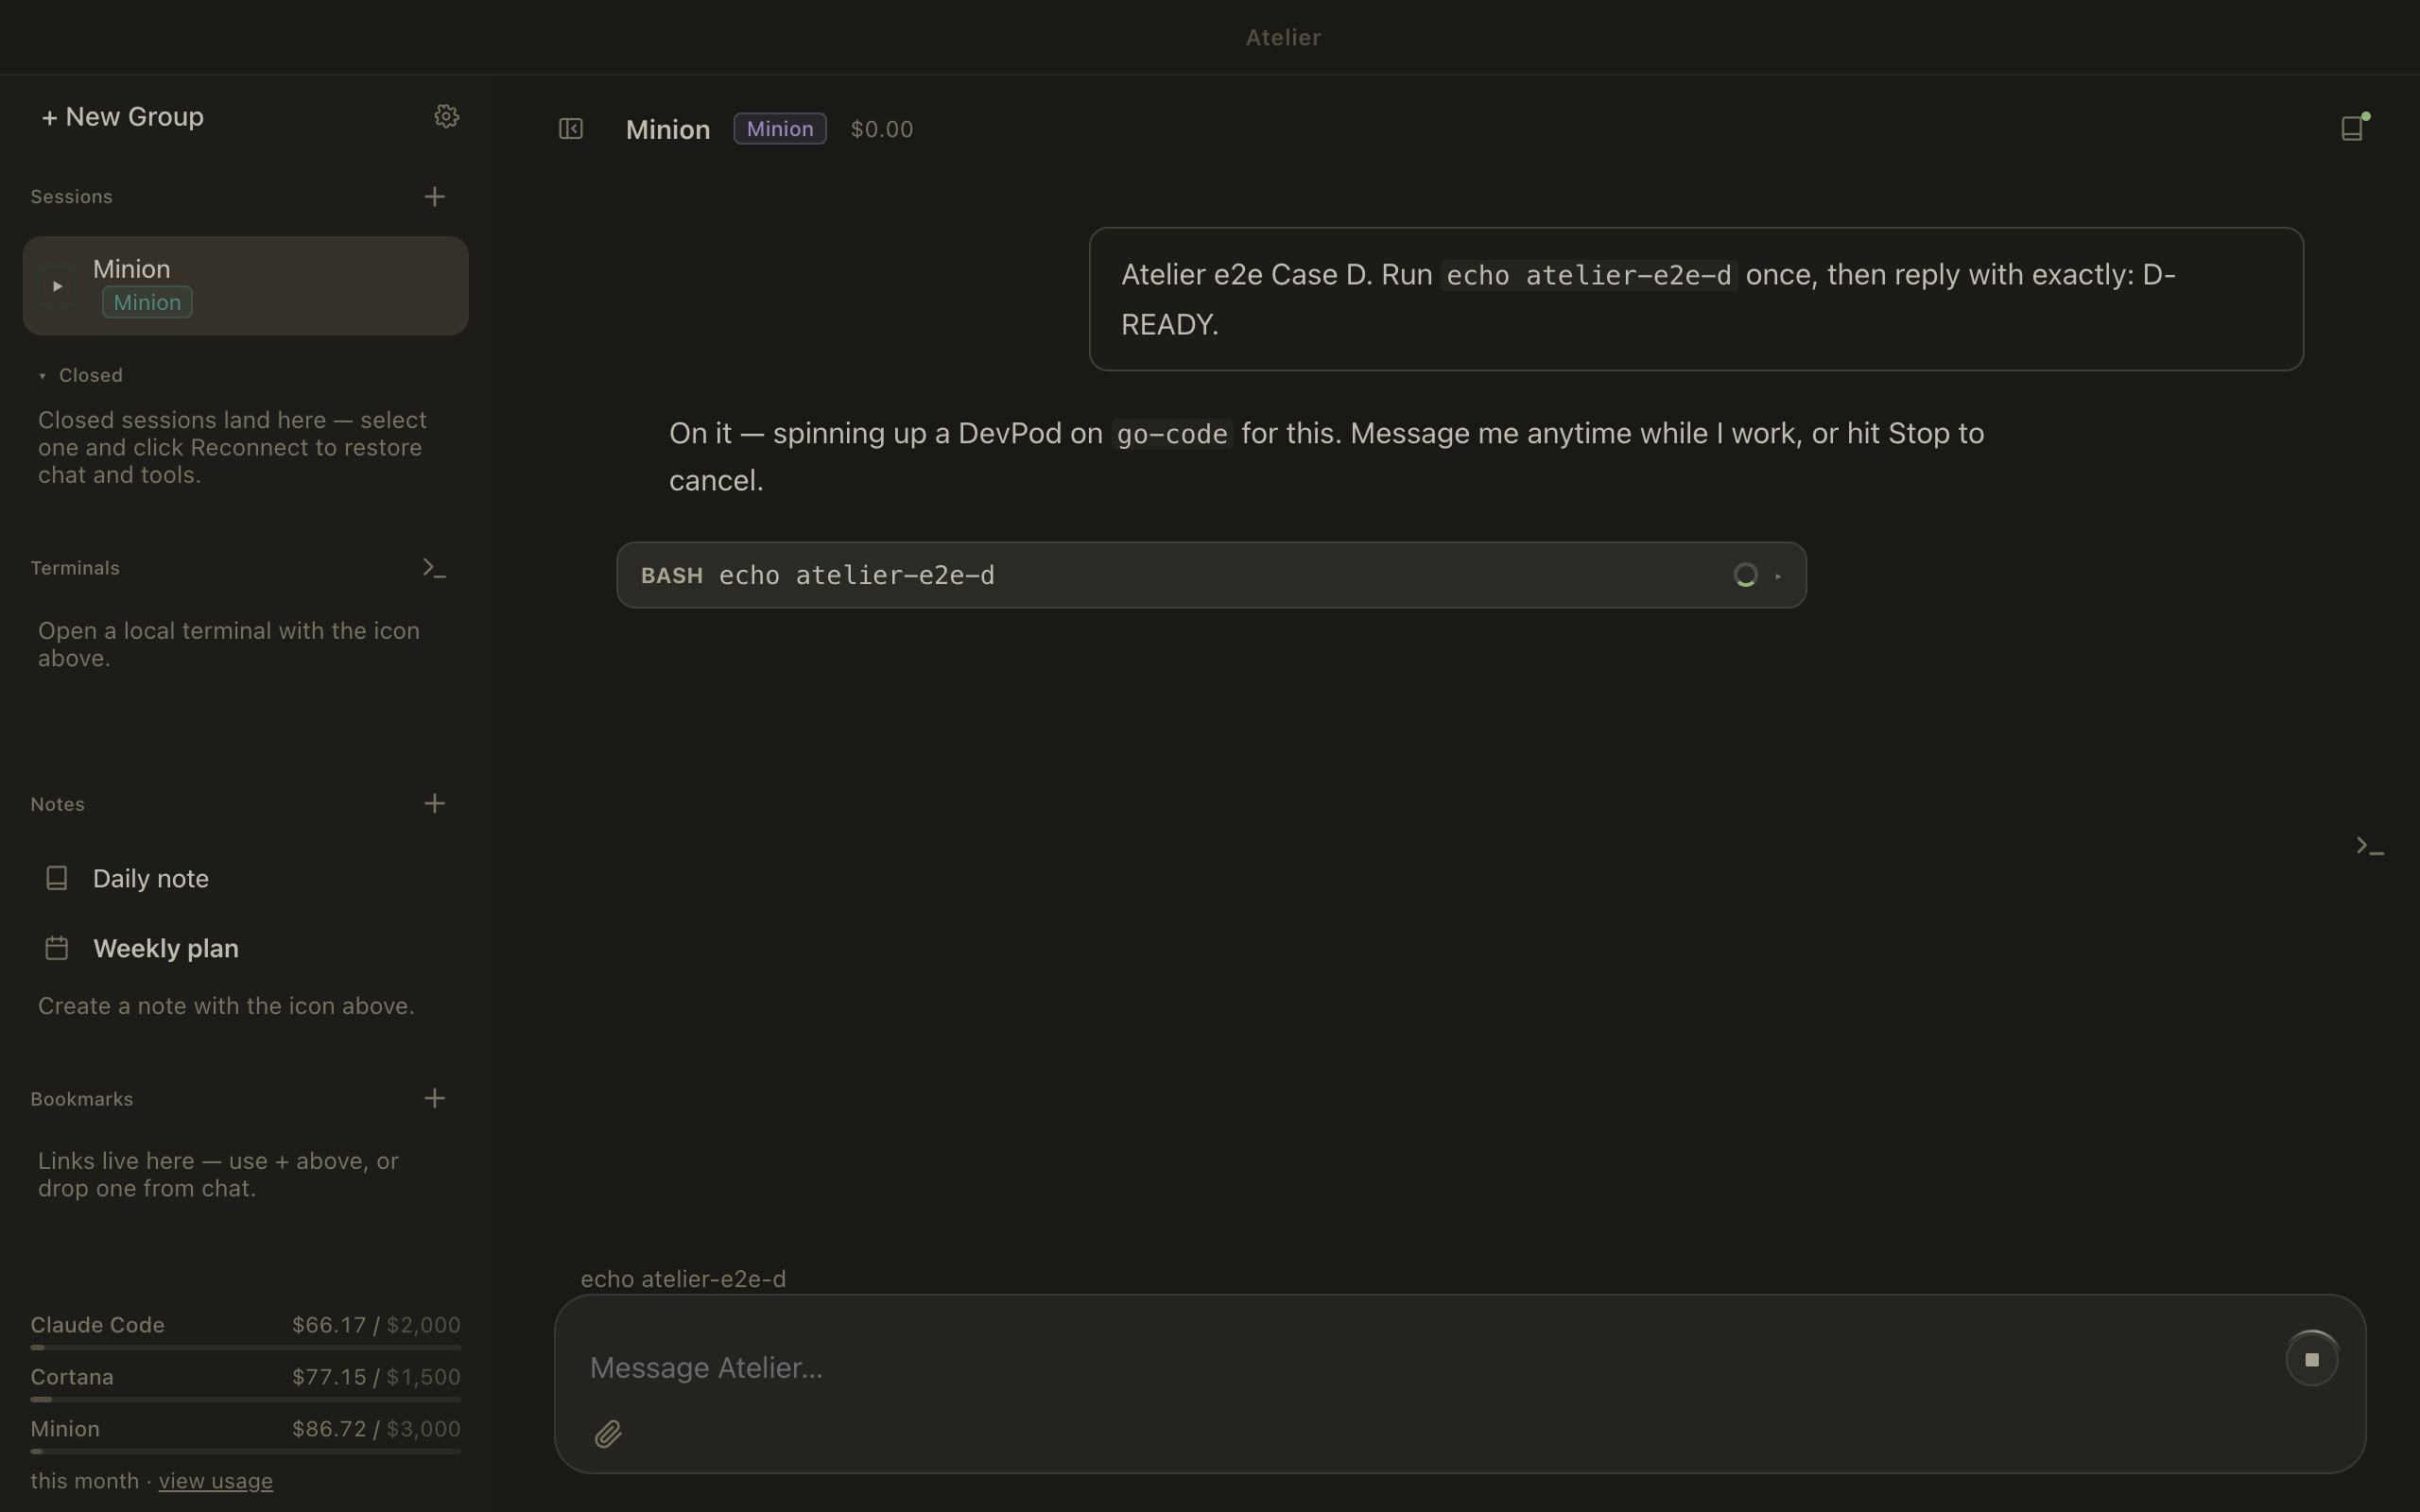 Atelier
+ New Group
Sessions
Minion
Minion
Closed
Closed sessions land here — select
one and click Reconnect to restore
chat and tools.
Terminals
Open a local terminal with the icon
above.
Notes
Daily note
Weekly plan
Create a note with the icon above.
Bookmarks
Links live here — use + above, or
drop one from chat.
Claude Code $66.17 / $2,000
Cortana $77.15 / $1,500
Minion $86.72 / $3,000
this month · view usage
Minion Minion $0.00
Atelier e2e Case D. Run echo atelier-e2e-d once, then reply with exactly: D-
READY.
On it — spinning up a DevPod on go-code for this. Message me anytime while I work, or hit Stop to
cancel.
BASH echo atelier-e2e-d
echo atelier-e2e-d
Message Atelier...